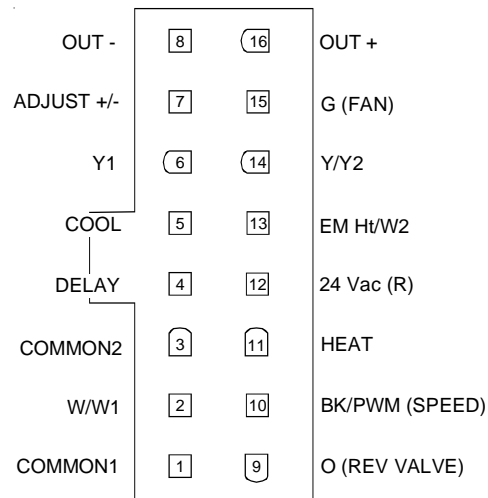 OUT - 8 16 OUT +
ADJUST +/- 7 15 G (FAN)
Y1 6 14 Y/Y2
COOL 5 13 EM Ht/W2
DELAY 4 12 24 Vac (R)
COMMON2 3 11 HEAT
W/W1 2 10 BK/PWM (SPEED)
COMMON1 1 9 O (REV VALVE)